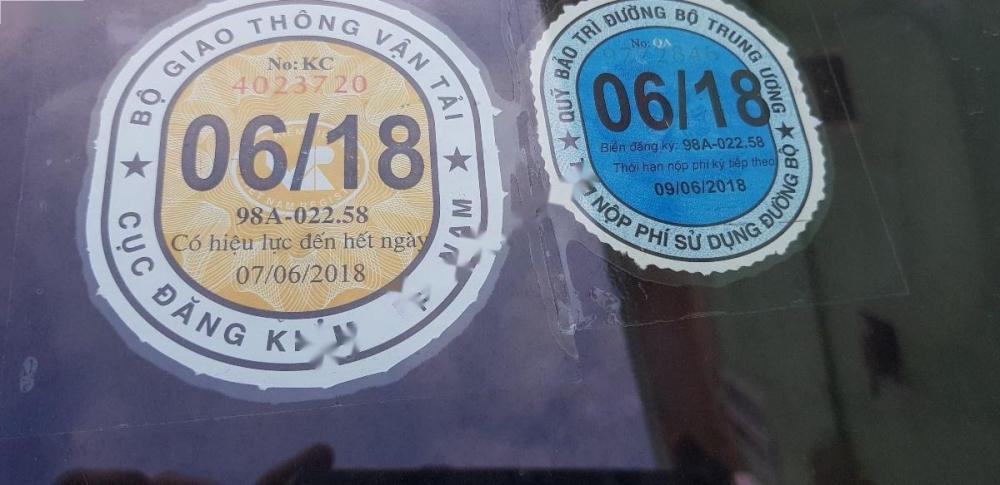 BỘ GIAO THÔNG VẬN TẢI
No: KC
4023720
06/18
98A-022.58
Có hiệu lực đến hết ngày
07/06/2018
CỤC ĐĂNG NAM
QUỸ BẢO TRÌ ĐƯỜNG BỘ TRUNG ƯƠNG
No: QA
06/18
Biển đăng ký: 98A-022.58
Thời hạn nộp phí kỳ tiếp theo
09/06/2018
NỘP PHÍ SỬ DỤNG ĐƯỜNG BỘ